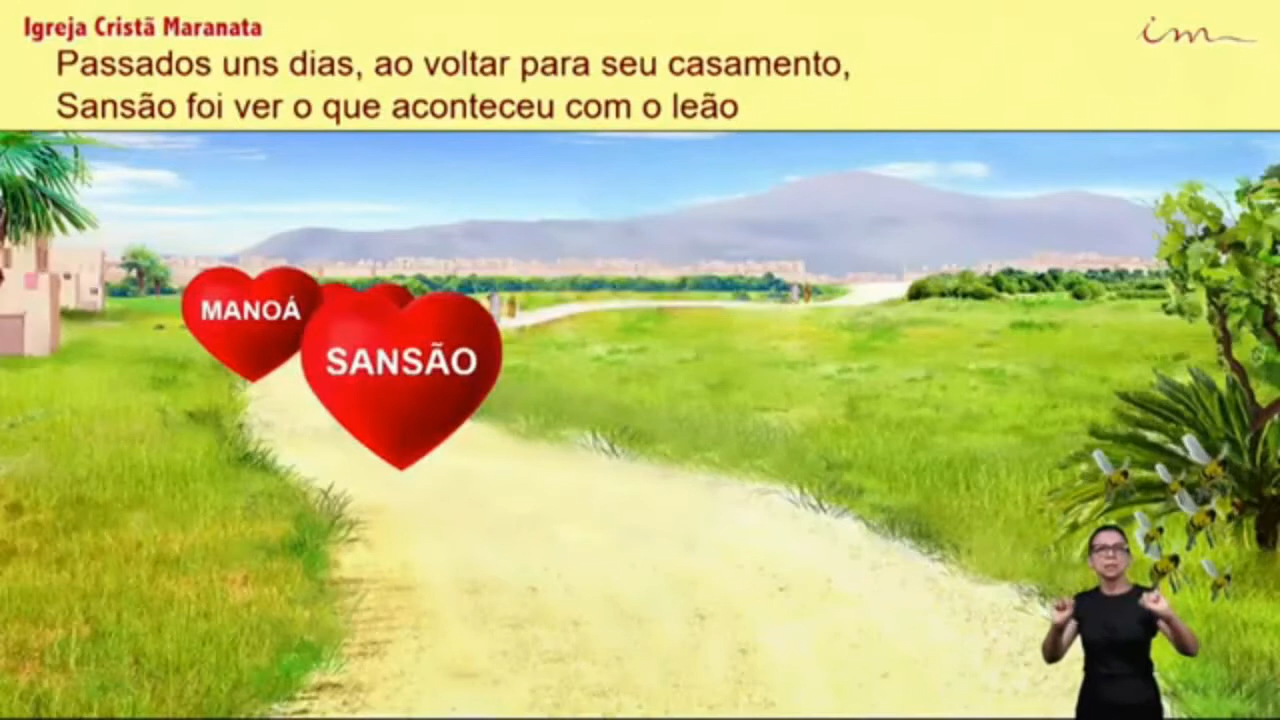 Igreja Cristã Maranata
im
Passados uns dias, ao voltar para seu casamento,
Sansão foi ver o que aconteceu com o leão
MANOÁ
SANSÃO